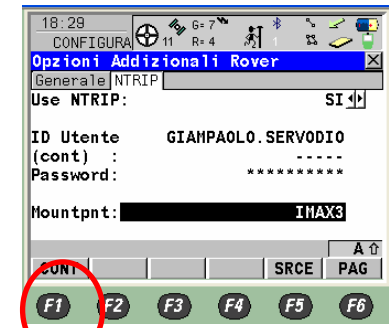 18:29 G= 7
CONFIGURA 11 R= 4 1
Opzioni Addizionali Rover
Generale NTRIP
Use NTRIP: SI
ID Utente GIAMPAOLO.SERVODIO
(cont) : -----
Password: **********
Mountpnt: IMAX3
A
CONT SRCE PAG
F1 F2 F3 F4 F5 F6